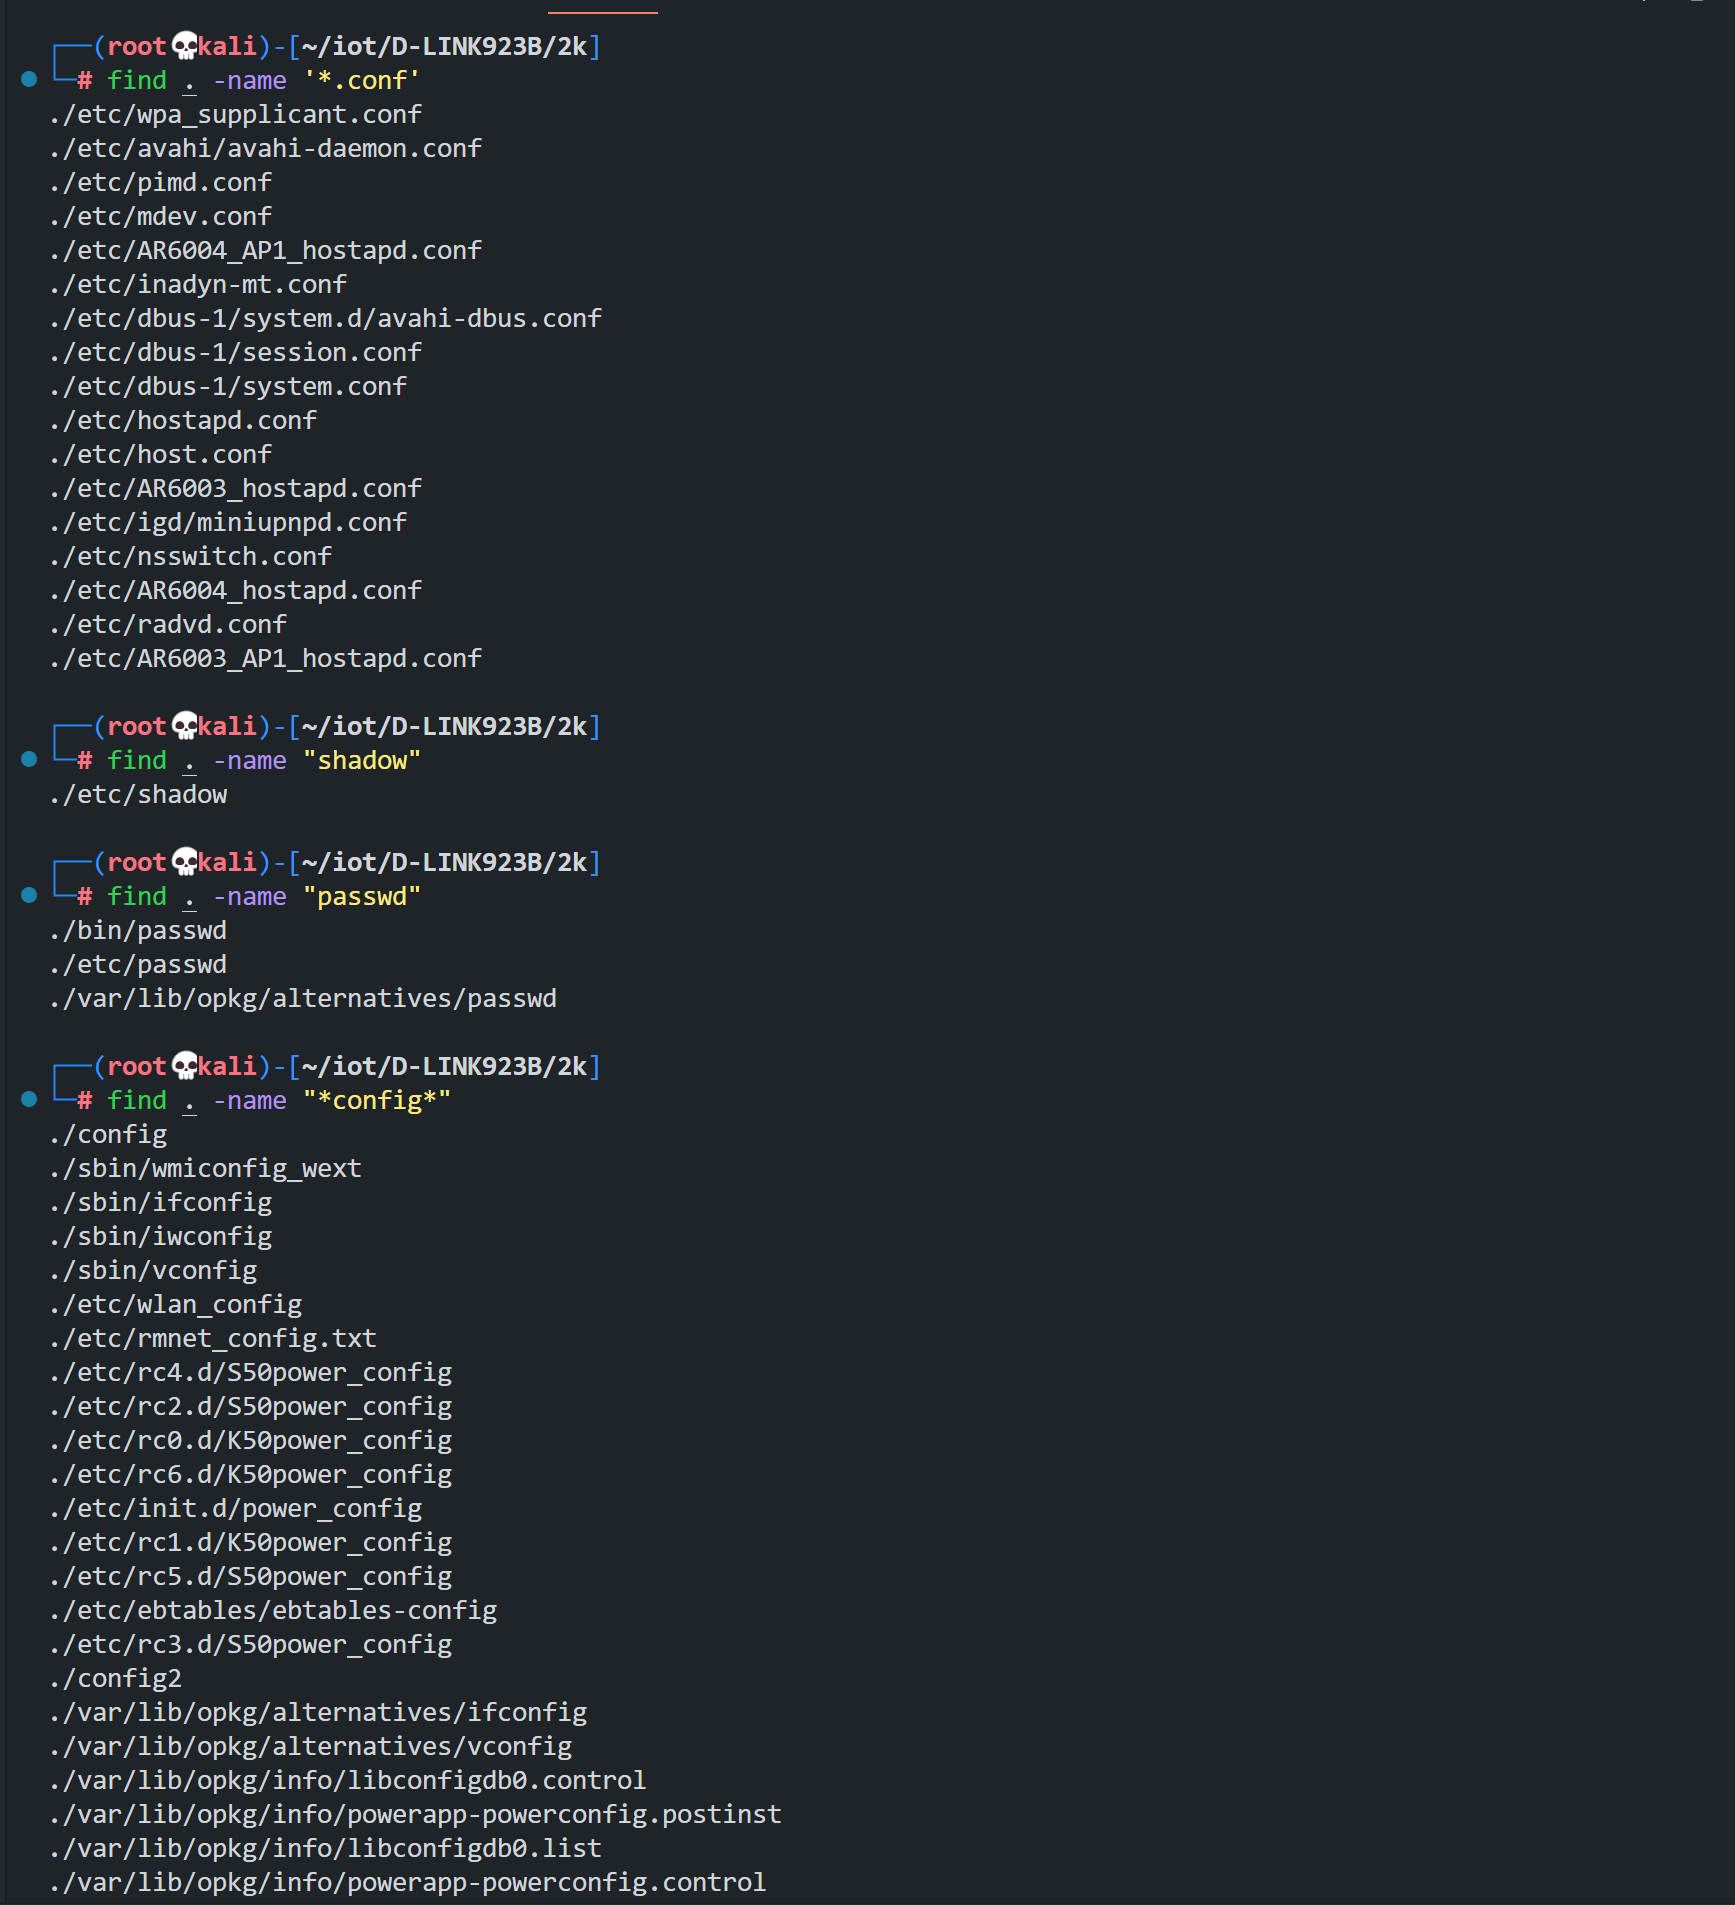 ┌──(root💀kali)-[~/iot/D-LINK923B/2k]
└─# find . -name '*.conf'
./etc/wpa_supplicant.conf
./etc/avahi/avahi-daemon.conf
./etc/pimd.conf
./etc/mdev.conf
./etc/AR6004_AP1_hostapd.conf
./etc/inadyn-mt.conf
./etc/dbus-1/system.d/avahi-dbus.conf
./etc/dbus-1/session.conf
./etc/dbus-1/system.conf
./etc/hostapd.conf
./etc/host.conf
./etc/AR6003_hostapd.conf
./etc/igd/miniupnpd.conf
./etc/nsswitch.conf
./etc/AR6004_hostapd.conf
./etc/radvd.conf
./etc/AR6003_AP1_hostapd.conf
┌──(root💀kali)-[~/iot/D-LINK923B/2k]
└─# find . -name "shadow"
./etc/shadow
┌──(root💀kali)-[~/iot/D-LINK923B/2k]
└─# find . -name "passwd"
./bin/passwd
./etc/passwd
./var/lib/opkg/alternatives/passwd
┌──(root💀kali)-[~/iot/D-LINK923B/2k]
└─# find . -name "*config*"
./config
./sbin/wmiconfig_wext
./sbin/ifconfig
./sbin/iwconfig
./sbin/vconfig
./etc/wlan_config
./etc/rmnet_config.txt
./etc/rc4.d/S50power_config
./etc/rc2.d/S50power_config
./etc/rc0.d/K50power_config
./etc/rc6.d/K50power_config
./etc/init.d/power_config
./etc/rc1.d/K50power_config
./etc/rc5.d/S50power_config
./etc/ebtables/ebtables-config
./etc/rc3.d/S50power_config
./config2
./var/lib/opkg/alternatives/ifconfig
./var/lib/opkg/alternatives/vconfig
./var/lib/opkg/info/libconfigdb0.control
./var/lib/opkg/info/powerapp-powerconfig.postinst
./var/lib/opkg/info/libconfigdb0.list
./var/lib/opkg/info/powerapp-powerconfig.control